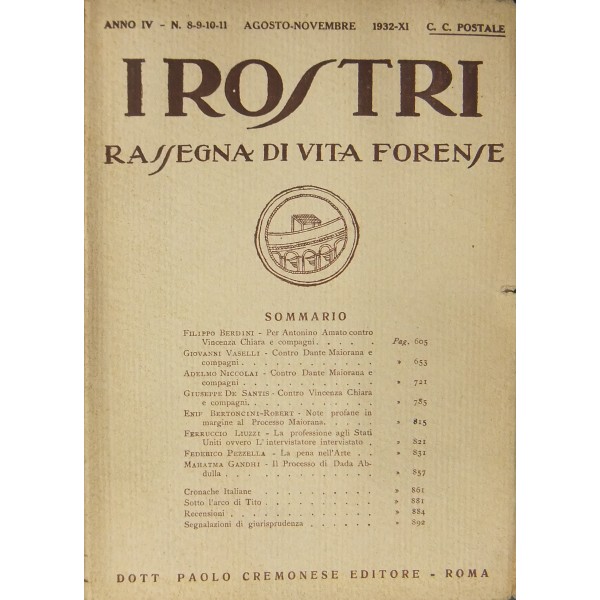 ANNO IV - N. 8-9-10-11 AGOSTO-NOVEMBRE 1932-XI C. C. POSTALE
I ROSTRI
RASSEGNA DI VITA FORENSE
SOMMARIO
FILIPPO BERDINI - Per Antonino Amato contro
Vincenza Chiara e compagni . . . . . Pag. 605
GIOVANNI VASELLI - Contro Dante Maiorana e
compagni . . . . . . . . . . . . » 653
ADELMO NICCOLAI - Contro Dante Maiorana e
compagni . . . . . . . . . . . . » 721
GIUSEPPE DE SANTIS - Contro Vincenza Chiara
e compagni. . . . . . . . . . . . » 785
ENIF BERTONCINI-ROBERT - Note profane in
margine al Processo Maiorana. . . . . » 815
FERRUCCIO LIUZZI - La professione agli Stati
Uniti ovvero L' intervistatore intervistato . » 821
FEDERICO PEZZELLA - La pena nell'Arte . . » 831
MAHATMA GANDHI - Il Processo di Dada Ab-
dulla . . . . . . . . . . . . . » 857
Cronache Italiane . . . . . . . . . . » 861
Sotto l'arco di Tito . . . . . . . . . . » 881
Recensioni . . . . . . . . . . . . . » 884
Segnalazioni di giurisprudenza . . . . . . » 892
DOTT PAOLO CREMONESE EDITORE - ROMA